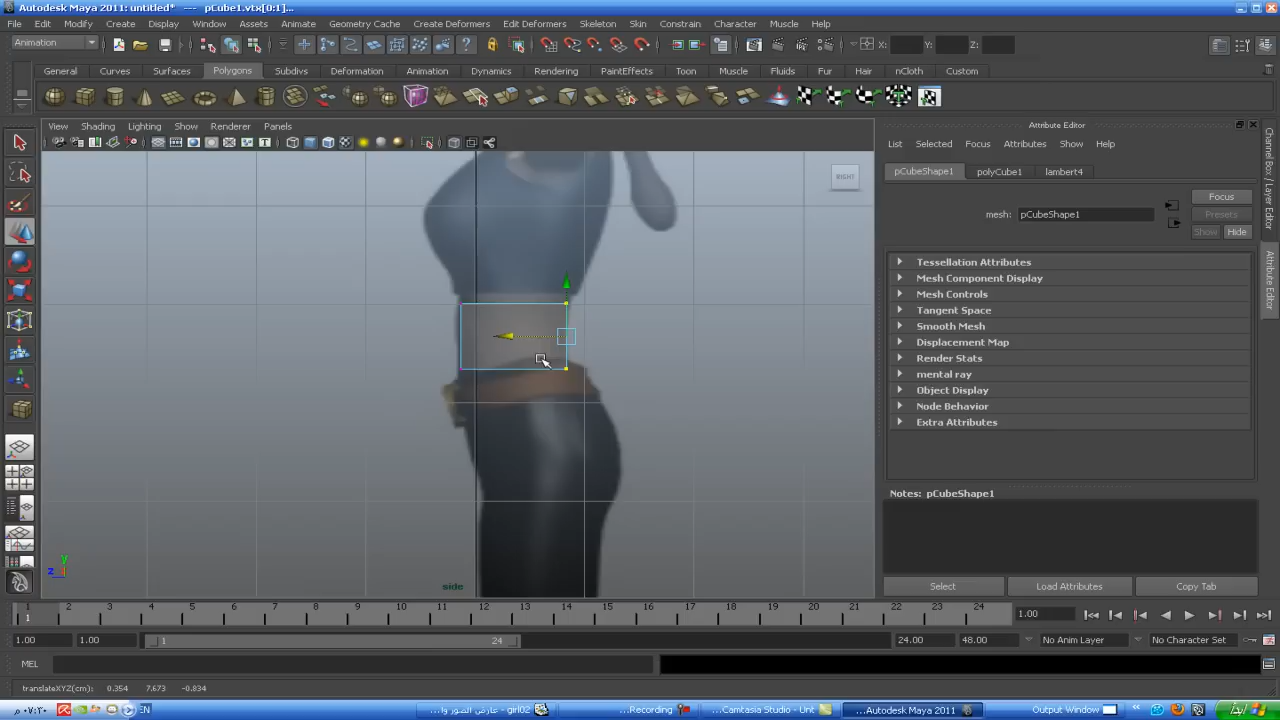 Autodesk Maya 2011: untitled*   ---   pCube1.vtx[0:1]...
File Edit Modify Create Display Window Assets Animate Geometry Cache Create Deformers Edit Deformers Skeleton Skin Constrain Character Muscle Help
Animation X: Y: Z:
General Curves Surfaces Polygons Subdivs Deformation Animation Dynamics Rendering PaintEffects Toon Muscle Fluids Fur Hair nCloth Custom
View Shading Lighting Show Renderer Panels
Attribute Editor
List Selected Focus Attributes Show Help
pCubeShape1 polyCube1 lambert4
Focus
mesh: pCubeShape1
Presets
Show Hide
Tessellation Attributes
Mesh Component Display
Mesh Controls
Tangent Space
Smooth Mesh
Displacement Map
Render Stats
mental ray
Object Display
Node Behavior
Extra Attributes
Notes: pCubeShape1
Select Load Attributes Copy Tab
Channel Box / Layer Editor
Attribute Editor
RIGHT
y
z
side
1 2 3 4 5 6 7 8 9 10 11 12 13 14 15 16 17 18 19 20 21 22 23 24
1
1.00
1.00 1.00 1 24 24.00 48.00 No Anim Layer No Character Set
MEL
translateXYZ(cm): 0.354 7.673 -0.834
٠٧:٢٠ م EN girl02 - عارض الصور وا... Recording... Camtasia Studio - Unt... Autodesk Maya 2011... Output Window ابدأ